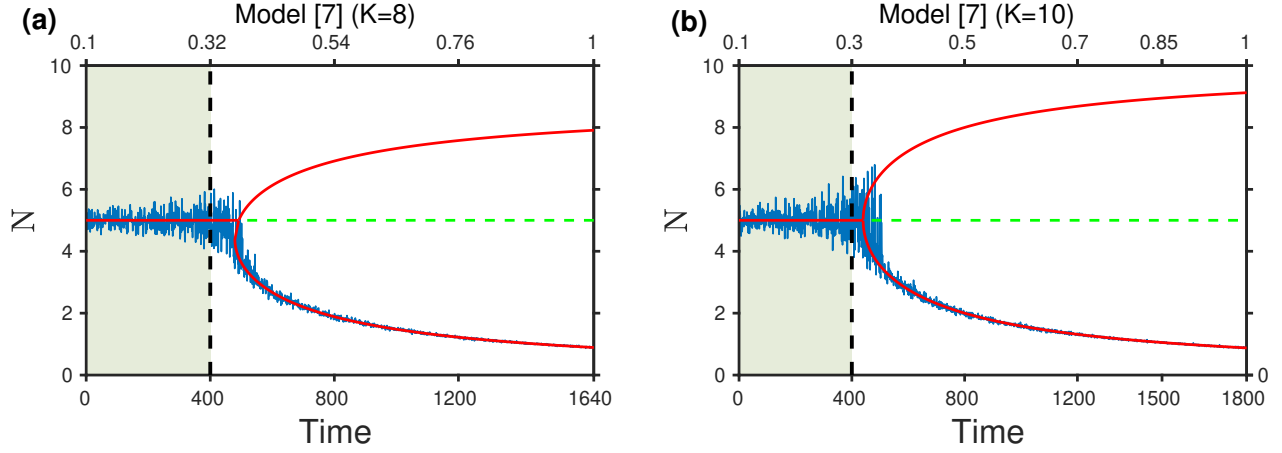 (a)
Model [7] (K=8)
0.1 0.32 0.54 0.76 1
10
8
6
4
2
0
N
0 400 800 1200 1640
Time
(b)
Model [7] (K=10)
0.1 0.3 0.5 0.7 0.85 1
10
8
6
4
2
0
0
N
0 400 800 1200 1500 1800
Time